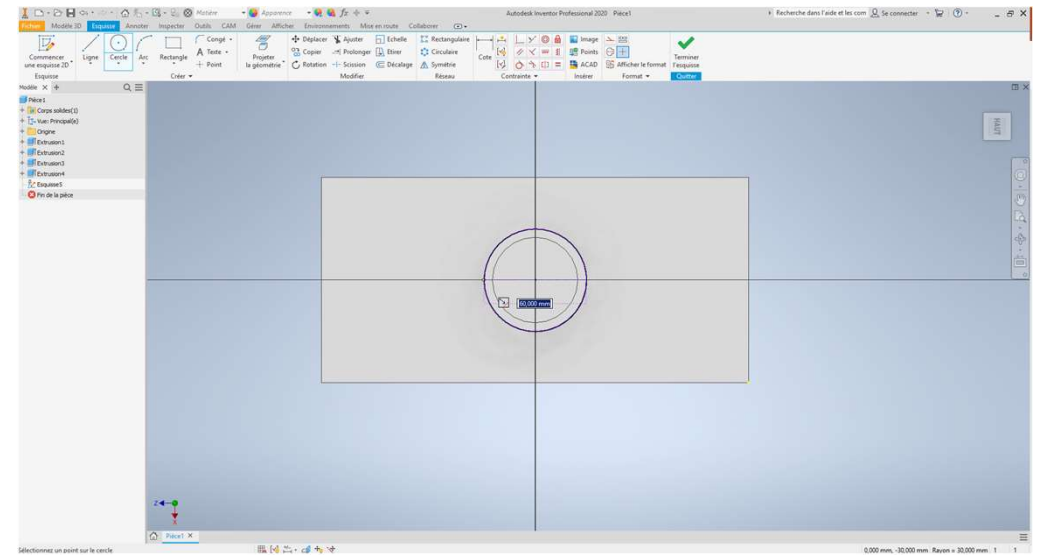 Matière Apparence fx Autodesk Inventor Professional 2020 Pièce1 Recherche dans l'aide et les com Se connecter
Fichier Modèle 3D Esquisse Annoter Inspecter Outils CAM Gérer Afficher Environnements Mise en route Collaborer
Congé Déplacer Ajuster Echelle Rectangulaire Image
Texte Copier Prolonger Etirer Circulaire Points
Point Rotation Scission Décalage Symétrie ACAD Afficher le format
Commencer une esquisse 2D Ligne Cercle Arc Rectangle Projeter la géométrie Cote Terminer l'esquisse
Esquisse Créer Modifier Réseau Contrainte Insérer Format Quitter
Modèle X +
Pièce1
Corps solides(1)
Vue: Principal(e)
Origine
Extrusion1
Extrusion2
Extrusion3
Extrusion4
Esquisse5
Fin de la pièce
HAUT
60,000 mm
Z
X
Pièce1 X
Sélectionnez un point sur le cercle 0,000 mm, -30,000 mm Rayon = 30,000 mm 1 1